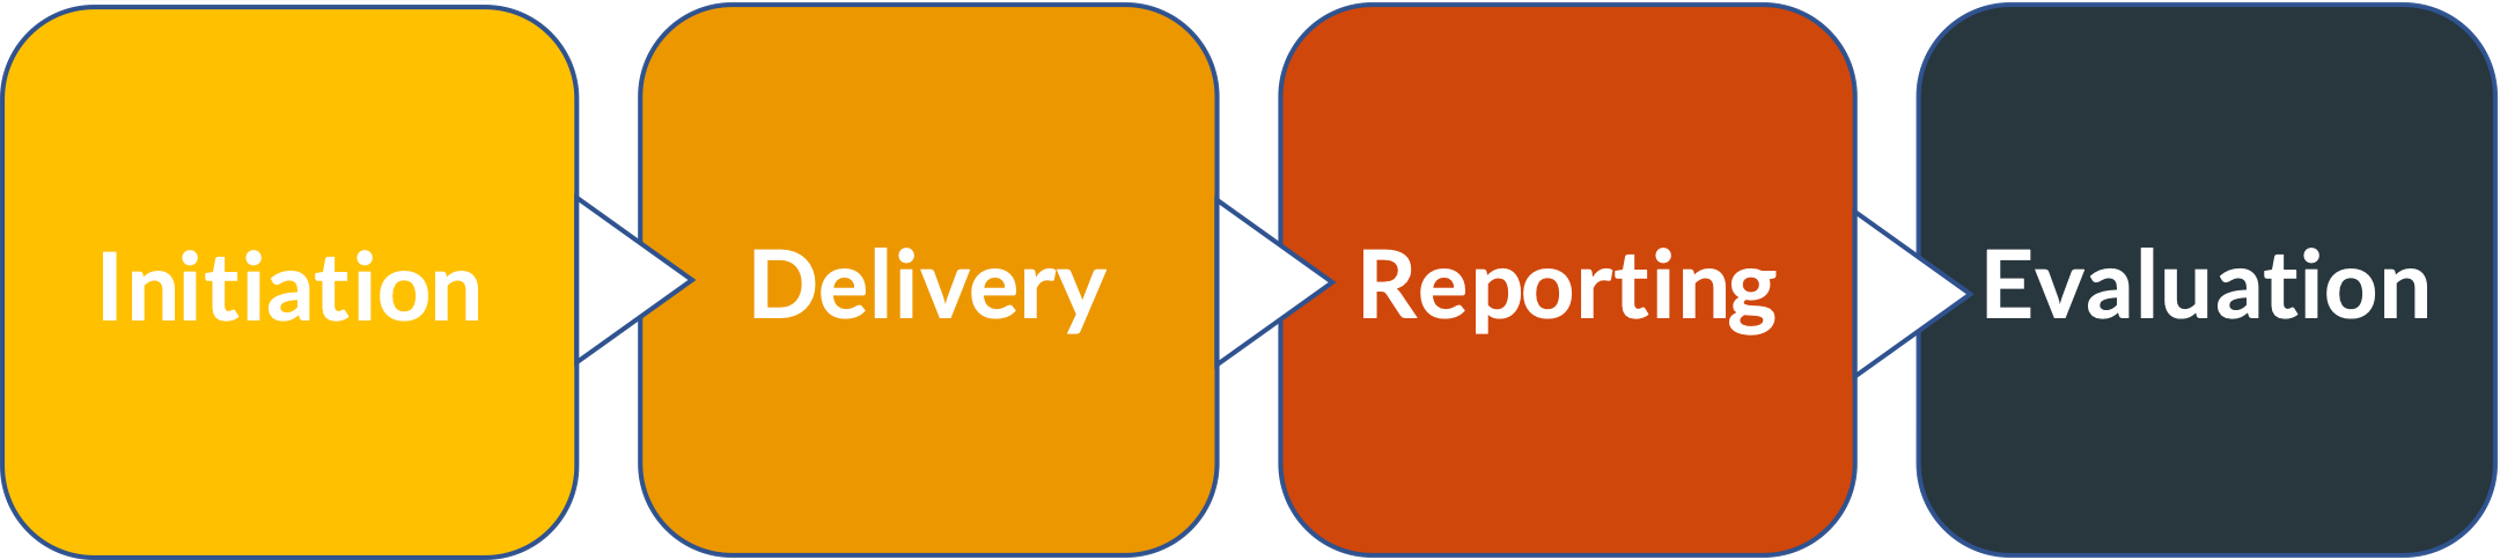 Initiation
Delivery
Reporting
Evaluation